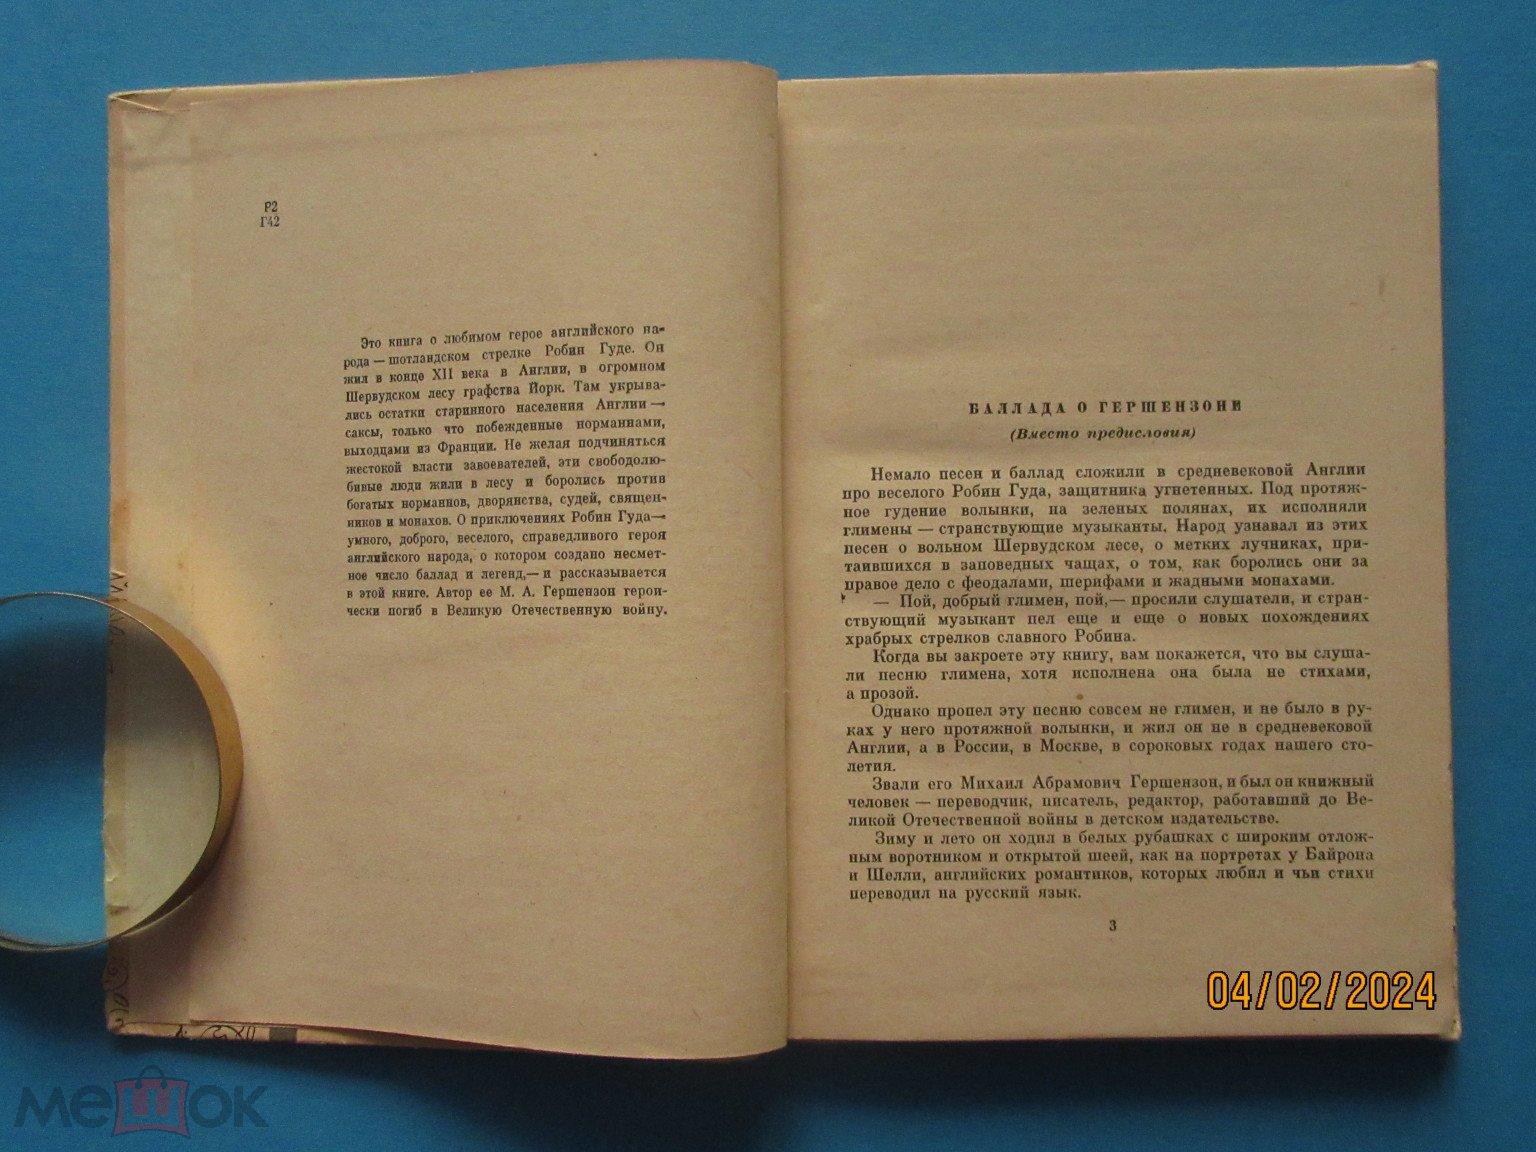 Р2
Г42
Это книга о любимом герое английского на-
рода — шотландском стрелке Робин Гуде. Он
жил в конце XII века в Англии, в огромном
Шервудском лесу графства Йорк. Там укрыва-
лись остатки старинного населения Англии —
саксы, только что побежденные норманнами,
выходцами из Франции. Не желая подчиняться
жестокой власти завоевателей, эти свободолю-
бивые люди жили в лесу и боролись против
богатых норманнов, дворянства, судей, священ-
ников и монахов. О приключениях Робин Гуда —
умного, доброго, веселого, справедливого героя
английского народа, о котором создано несмет-
ное число баллад и легенд,— и рассказывается
в этой книге. Автор ее М. А. Гершензон герои-
чески погиб в Великую Отечественную войну.
БАЛЛАДА О ГЕРШЕНЗОНЕ
(Вместо предисловия)
Немало песен и баллад сложили в средневековой Англии
про веселого Робин Гуда, защитника угнетенных. Под протяж-
ное гудение волынки, на зеленых полянах, их исполняли
глимены — странствующие музыканты. Народ узнавал из этих
песен о вольном Шервудском лесе, о метких лучниках, при-
таившихся в заповедных чащах, о том, как боролись они за
правое дело с феодалами, шерифами и жадными монахами.
— Пой, добрый глимен, пой,— просили слушатели, и стран-
ствующий музыкант пел еще и еще о новых похождениях
храбрых стрелков славного Робина.
Когда вы закроете эту книгу, вам покажется, что вы слуша-
ли песню глимена, хотя исполнена она была не стихами,
а прозой.
Однако пропел эту песню совсем не глимен, и не было в ру-
ках у него протяжной волынки, и жил он не в средневековой
Англии, а в России, в Москве, в сороковых годах нашего сто-
летия.
Звали его Михаил Абрамович Гершензон, и был он книжный
человек — переводчик, писатель, редактор, работавший до Ве-
ликой Отечественной войны в детском издательстве.
Зиму и лето он ходил в белых рубашках с широким отлож-
ным воротником и открытой шеей, как на портретах у Байрона
и Шелли, английских романтиков, которых любил и чьи стихи
переводил на русский язык.
3
04/02/2024
мешок